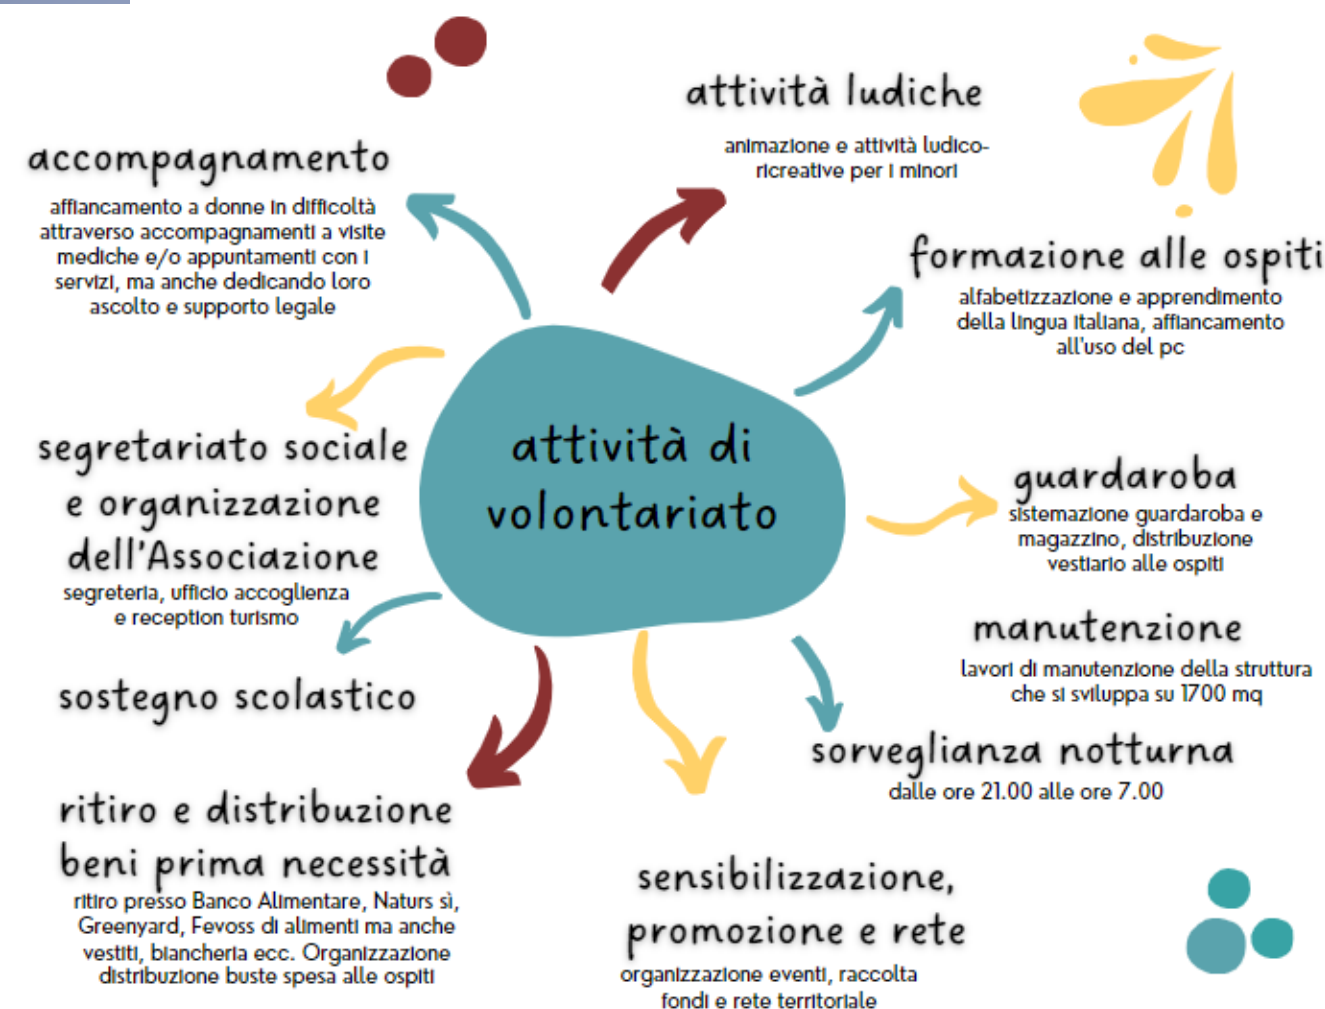 attività ludiche
animazione e attività ludico-
ricreative per i minori
accompagnamento
affiancamento a donne in difficoltà
attraverso accompagnamenti a visite
mediche e/o appuntamenti con i
servizi, ma anche dedicando loro
ascolto e supporto legale
formazione alle ospiti
alfabetizzazione e apprendimento
della lingua italiana, affiancamento
all'uso del pc
attività di
volontariato
segretariato sociale
e organizzazione
dell'Associazione
segreteria, ufficio accoglienza
e reception turismo
guardaroba
sistemazione guardaroba e
magazzino, distribuzione
vestiario alle ospiti
manutenzione
lavori di manutenzione della struttura
che si sviluppa su 1700 mq
sostegno scolastico
sorveglianza notturna
dalle ore 21.00 alle ore 7.00
ritiro e distribuzione
beni prima necessità
ritiro presso Banco Alimentare, Naturs sì,
Greenyard, Fevoss di alimenti ma anche
vestiti, biancheria ecc. Organizzazione
distribuzione buste spesa alle ospiti
sensibilizzazione,
promozione e rete
organizzazione eventi, raccolta
fondi e rete territoriale